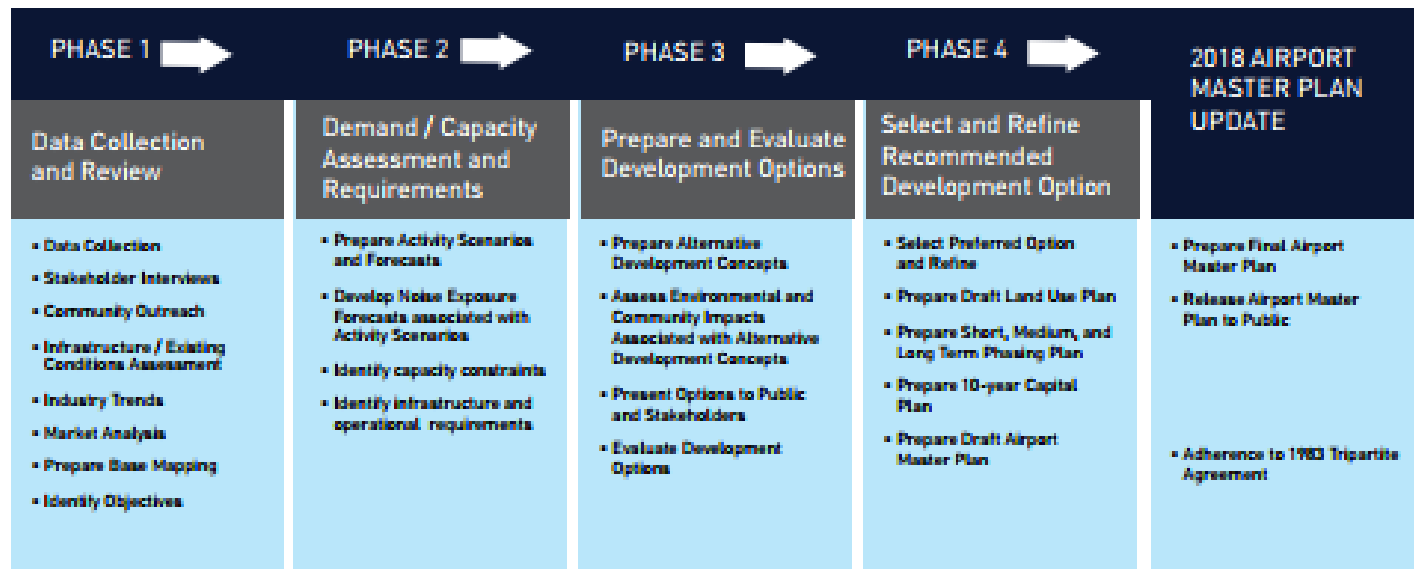 PHASE 1
Data Collection
and Review
▪ Data Collection
▪ Stakeholder Interviews
▪ Community Outreach
▪ Infrastructure / Existing
Conditions Assessment
▪ Industry Trends
▪ Market Analysis
▪ Prepare Base Mapping
▪ Identify Objectives
PHASE 2
Demand / Capacity
Assessment and
Requirements
▪ Prepare Activity Scenarios
and Forecasts
▪ Develop Noise Exposure
Forecasts associated with
Activity Scenarios
▪ Identify capacity constraints
▪ Identify infrastructure and
operational requirements
PHASE 3
Prepare and Evaluate
Development Options
▪ Prepare Alternative
Development Concepts
▪ Assess Environmental and
Community Impacts
Associated with Alternative
Development Concepts
▪ Present Options to Public
and Stakeholders
▪ Evaluate Development
Options
PHASE 4
Select and Refine
Recommended
Development Option
▪ Select Preferred Option
and Refine
▪ Prepare Draft Land Use Plan
▪ Prepare Short, Medium, and
Long Term Phasing Plan
▪ Prepare 10-year Capital
Plan
▪ Prepare Draft Airport
Master Plan
2018 AIRPORT
MASTER PLAN
UPDATE
▪ Prepare Final Airport
Master Plan
▪ Release Airport Master
Plan to Public
▪ Adherence to 1983 Tripartite
Agreement